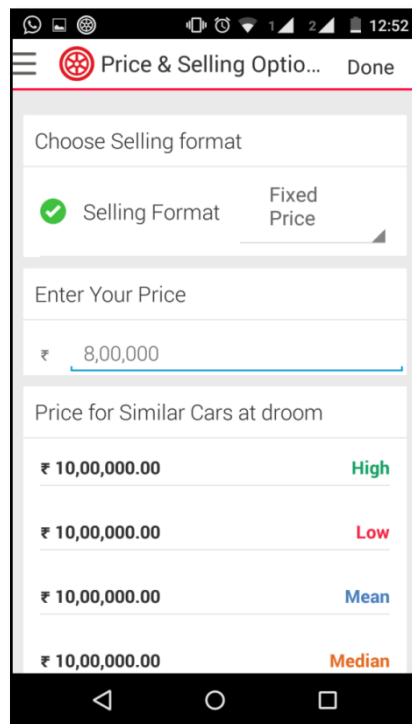 1 2 12:52
Price & Selling Optio... Done
Choose Selling format
Selling Format Fixed
Price
Enter Your Price
₹ 8,00,000
Price for Similar Cars at droom
₹ 10,00,000.00 High
₹ 10,00,000.00 Low
₹ 10,00,000.00 Mean
₹ 10,00,000.00 Median